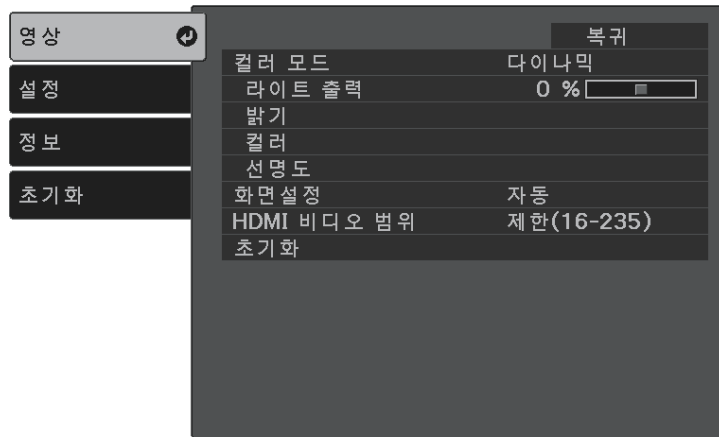 영상
설정
정보
초기화
복귀
컬러 모드 다이나믹
라이트 출력 0 %
밝기
컬러
선명도
화면설정 자동
HDMI 비디오 범위 제한(16-235)
초기화